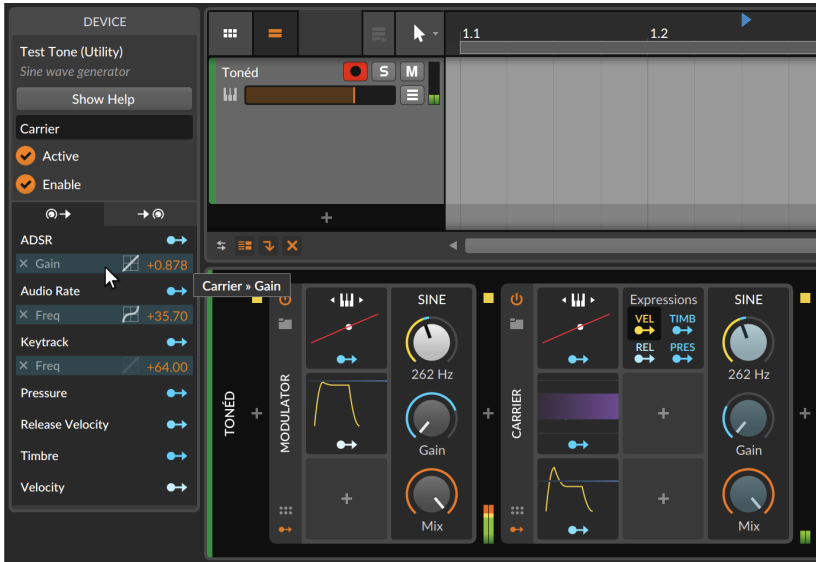 DEVICE
Test Tone (Utility)
Sine wave generator
Show Help
Carrier
Active
Enable
ADSR
× Gain +0.878
Audio Rate
× Freq +35.70
Keytrack
× Freq +64.00
Pressure
Release Velocity
Timbre
Velocity
1.1
1.2
Tonéd
S
M
+
Carrier » Gain
TONÉD
+
MODULATOR
SINE
262 Hz
Gain
+
Mix
+
CARRIER
Expressions
VEL
TIMB
REL
PRES
SINE
262 Hz
+
Gain
+
Mix
+